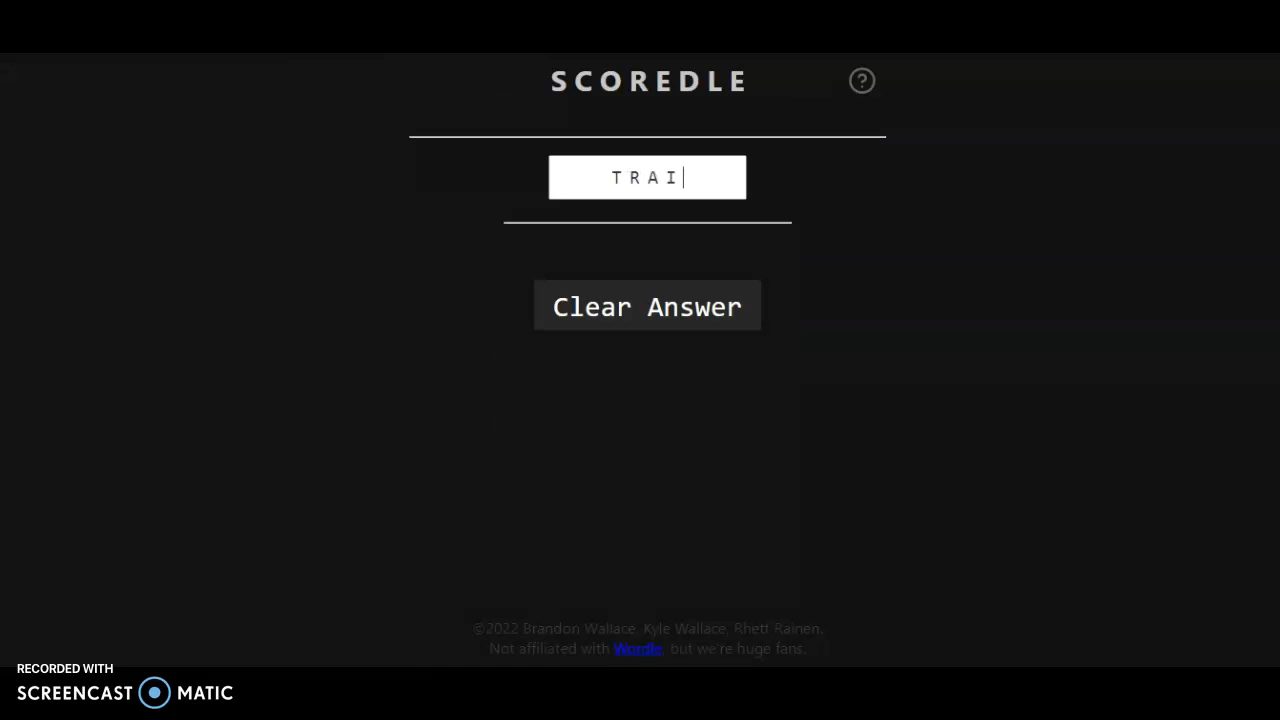 SCOREDLE
TRAI
Clear Answer
©2022 Brandon Wallace, Kyle Wallace, Rhett Rainen.
Not affiliated with Wordle, but we're huge fans.
RECORDED WITH
SCREENCAST MATIC